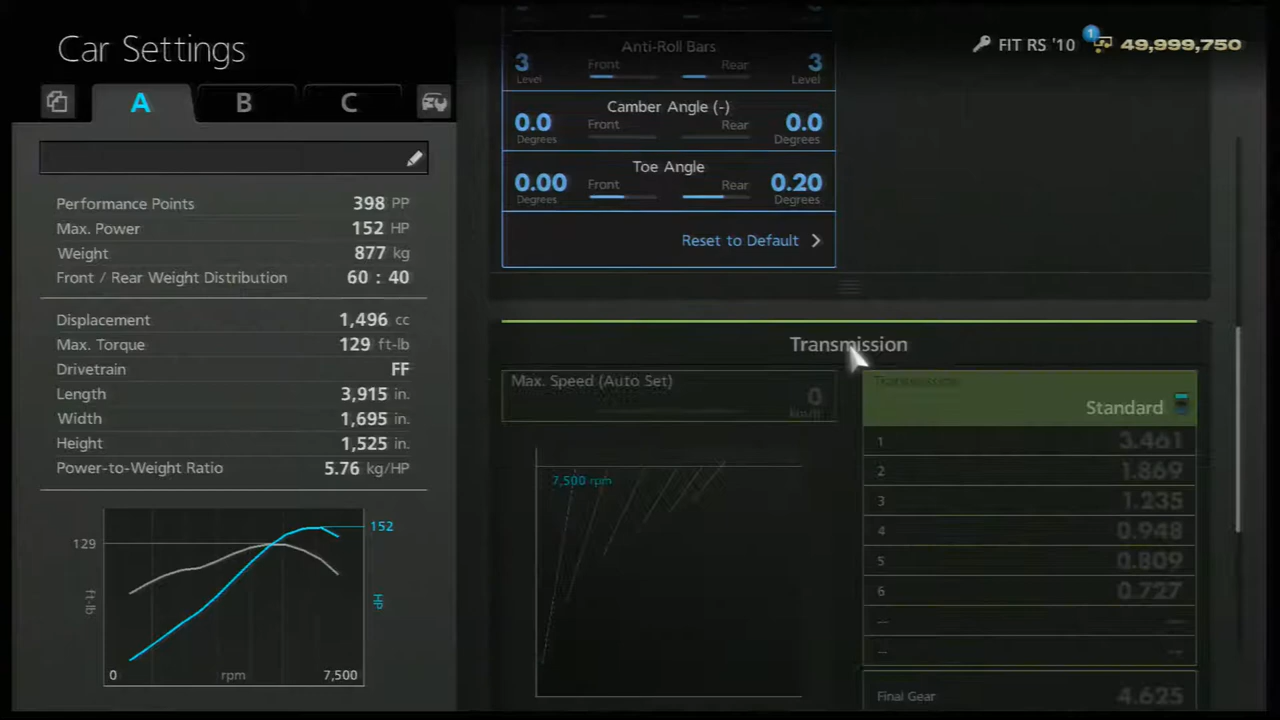 Car Settings
FIT RS '10
1
49,999,750
A
B
C
Performance Points 398 PP
Max. Power 152 HP
Weight 877 kg
Front / Rear Weight Distribution 60 : 40
Displacement 1,496 cc
Max. Torque 129 ft-lb
Drivetrain FF
Length 3,915 in.
Width 1,695 in.
Height 1,525 in.
Power-to-Weight Ratio 5.76 kg/HP
152
129
ft-lb
HP
0 rpm 7,500
Anti-Roll Bars
3 Front Rear 3
Level Level
Camber Angle (-)
0.0 Front Rear 0.0
Degrees Degrees
Toe Angle
0.00 Front Rear 0.20
Degrees Degrees
Reset to Default
Transmission
Max. Speed (Auto Set)
0
km/h
7,500 rpm
Transmission
Standard
1 3.461
2 1.869
3 1.235
4 0.948
5 0.809
6 0.727
-- --
-- --
Final Gear 4.625